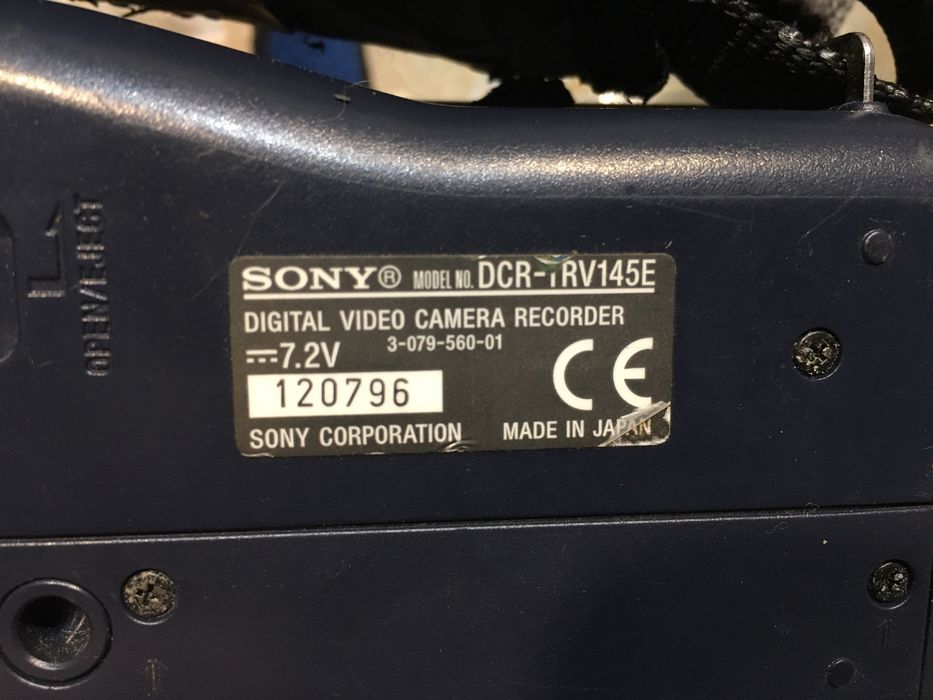 OPEN/EJECT
SONY® MODEL NO. DCR-TRV145E
DIGITAL VIDEO CAMERA RECORDER
3-079-560-01
7.2V
120796
CE
SONY CORPORATION MADE IN JAPAN